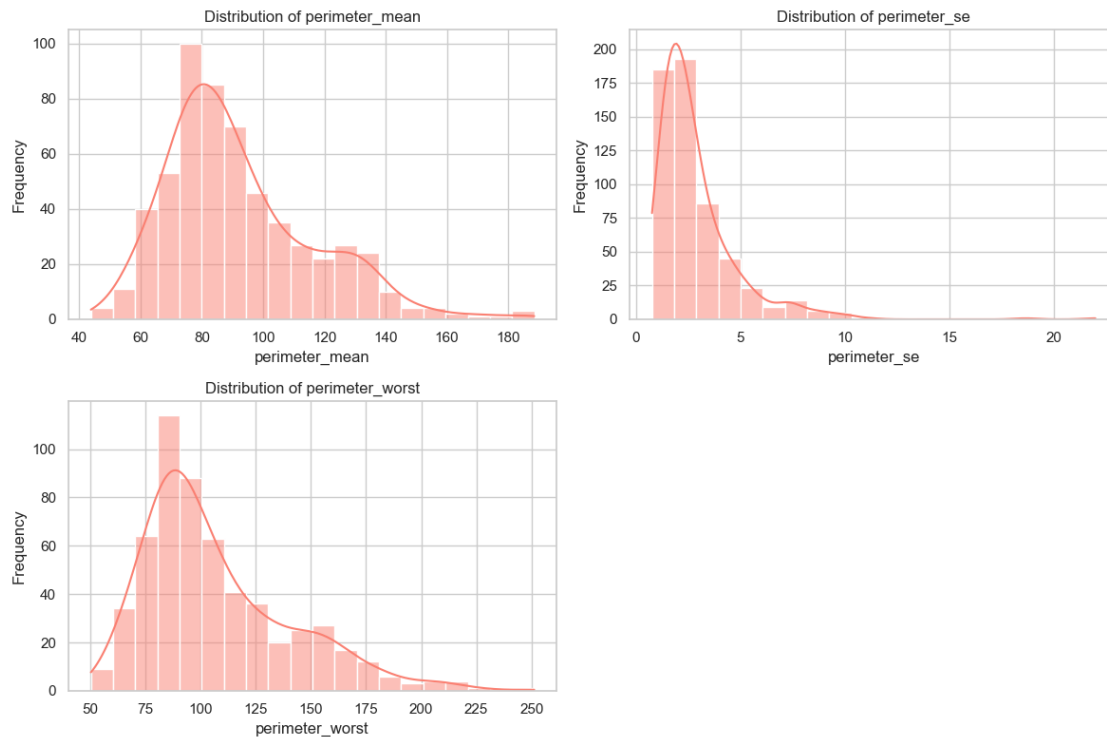 Distribution of perimeter_mean
100
80
60
40
20
0
Frequency
40 60 80 100 120 140 160 180
perimeter_mean
Distribution of perimeter_se
200
175
150
125
100
75
50
25
0
Frequency
0 5 10 15 20
perimeter_se
Distribution of perimeter_worst
100
80
60
40
20
0
Frequency
50 75 100 125 150 175 200 225 250
perimeter_worst